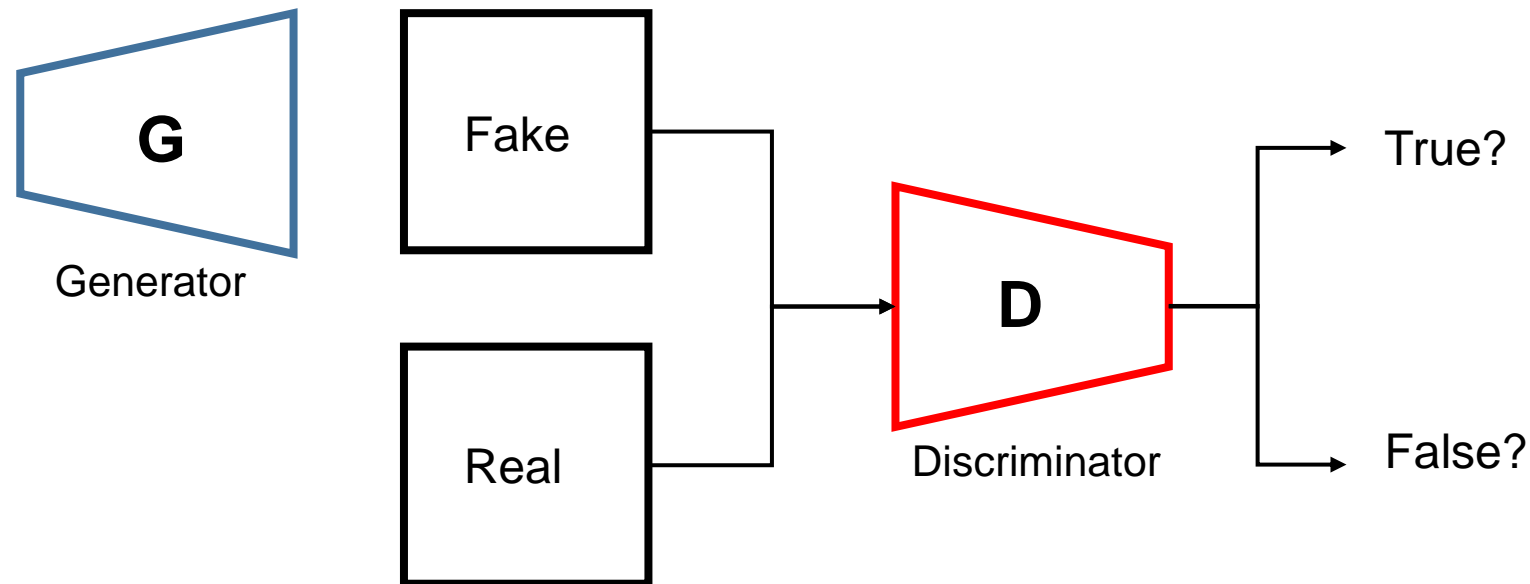 G
Generator
Fake
Real
D
Discriminator
True?
False?